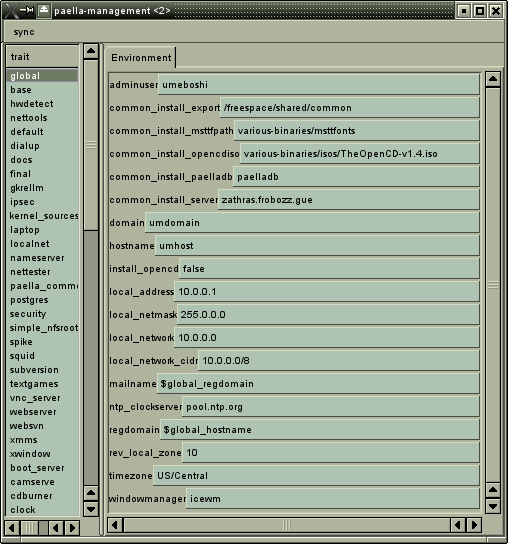 paella-management <2>
sync
trait
Environment
global
base
hwdetect
nettools
default
dialup
docs
final
gkrellm
ipsec
kernel_sources
laptop
localnet
nameserver
nettester
paella_comm
postgres
security
simple_nfsroot
spike
squid
subversion
textgames
vnc_server
webserver
websvn
xmms
xwindow
boot_server
camserve
cdburner
clock
adminuser umeboshi
common_install_export /freespace/shared/common
common_install_msttfpath various-binaries/msttfonts
common_install_opencdiso various-binaries/isos/TheOpenCD-v1.4.iso
common_install_paelladb paelladb
common_install_server zathras.frobozz.gue
domain umdomain
hostname umhost
install_opencd false
local_address 10.0.0.1
local_netmask 255.0.0.0
local_network 10.0.0.0
local_network_cidr 10.0.0.0/8
mailname $global_regdomain
ntp_clockserver pool.ntp.org
regdomain $global_hostname
rev_local_zone 10
timezone US/Central
windowmanager icewm